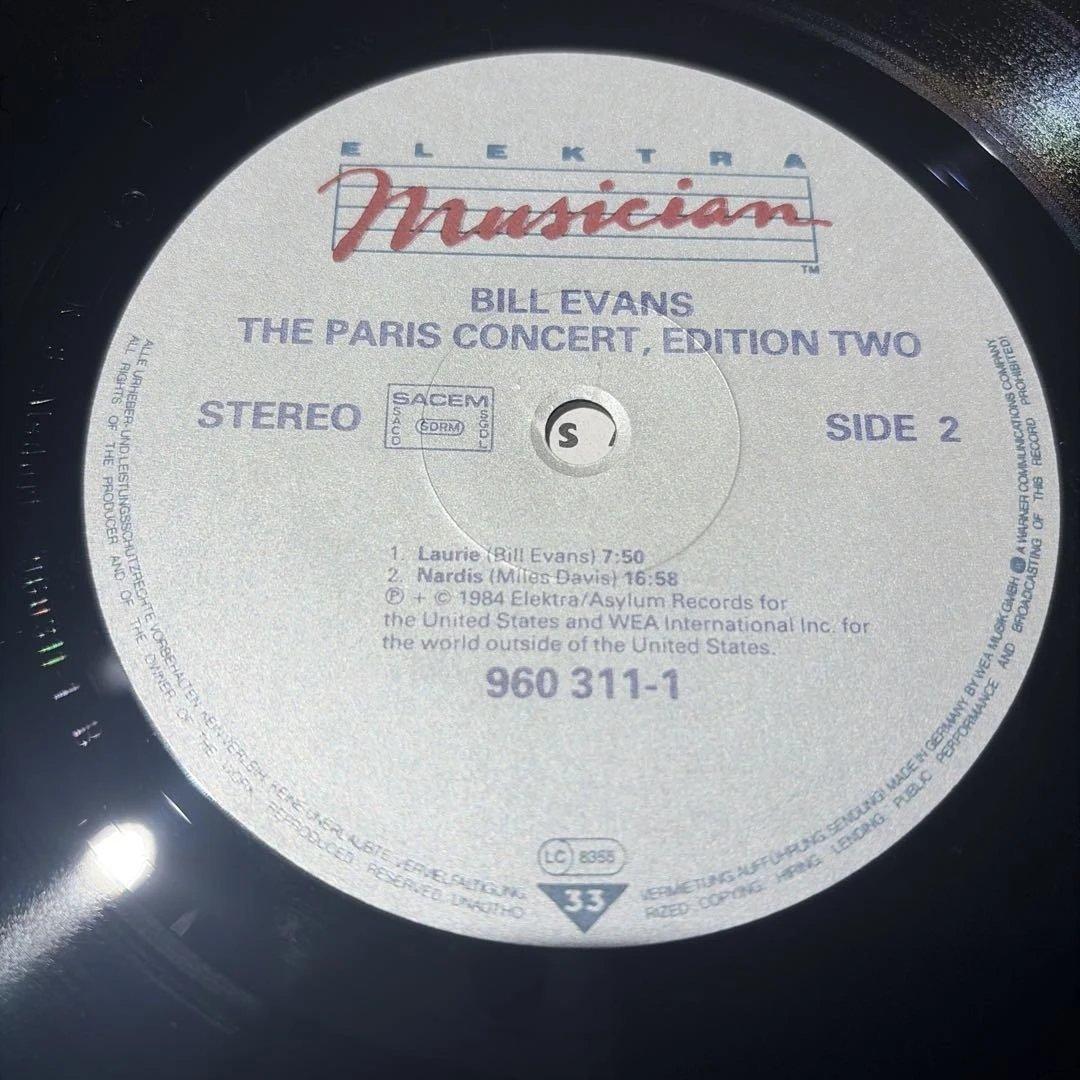 ELEKTRA
Musician
TM
BILL EVANS
THE PARIS CONCERT, EDITION TWO
STEREO
SACEM
SACD
SDRM
SGDL
SIDE 2
S
1. Laurie (Bill Evans) 7:50
2. Nardis (Miles Davis) 16:58
℗ + © 1984 Elektra/Asylum Records for
the United States and WEA International Inc. for
the world outside of the United States.
960 311-1
LC 8355
33
ALLE URHEBER- UND LEISTUNGSSCHUTZRECHTE VORBEHALTEN. KEIN VERLEIH, KEINE UNERLAUBTE VERVIELFÄLTIGUNG, VERMIETUNG, AUFFÜHRUNG, SENDUNG! MADE IN GERMANY BY WEA MUSIK GMBH A WARNER COMMUNICATIONS COMPANY
ALL RIGHTS OF THE PRODUCER AND OF THE OWNER OF THE WORK REPRODUCED RESERVED. UNAUTHORIZED COPYING, HIRING, LENDING, PUBLIC PERFORMANCE AND BROADCASTING OF THIS RECORD PROHIBITED!